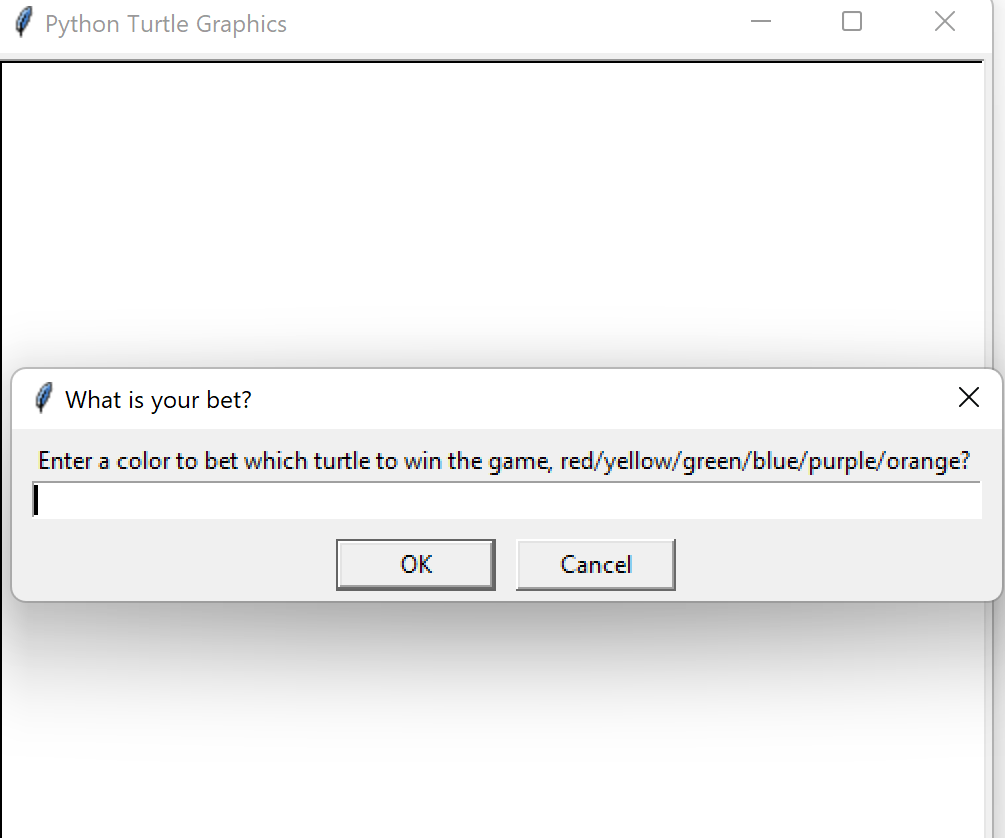 Python Turtle Graphics
What is your bet?
Enter a color to bet which turtle to win the game, red/yellow/green/blue/purple/orange?
OK
Cancel